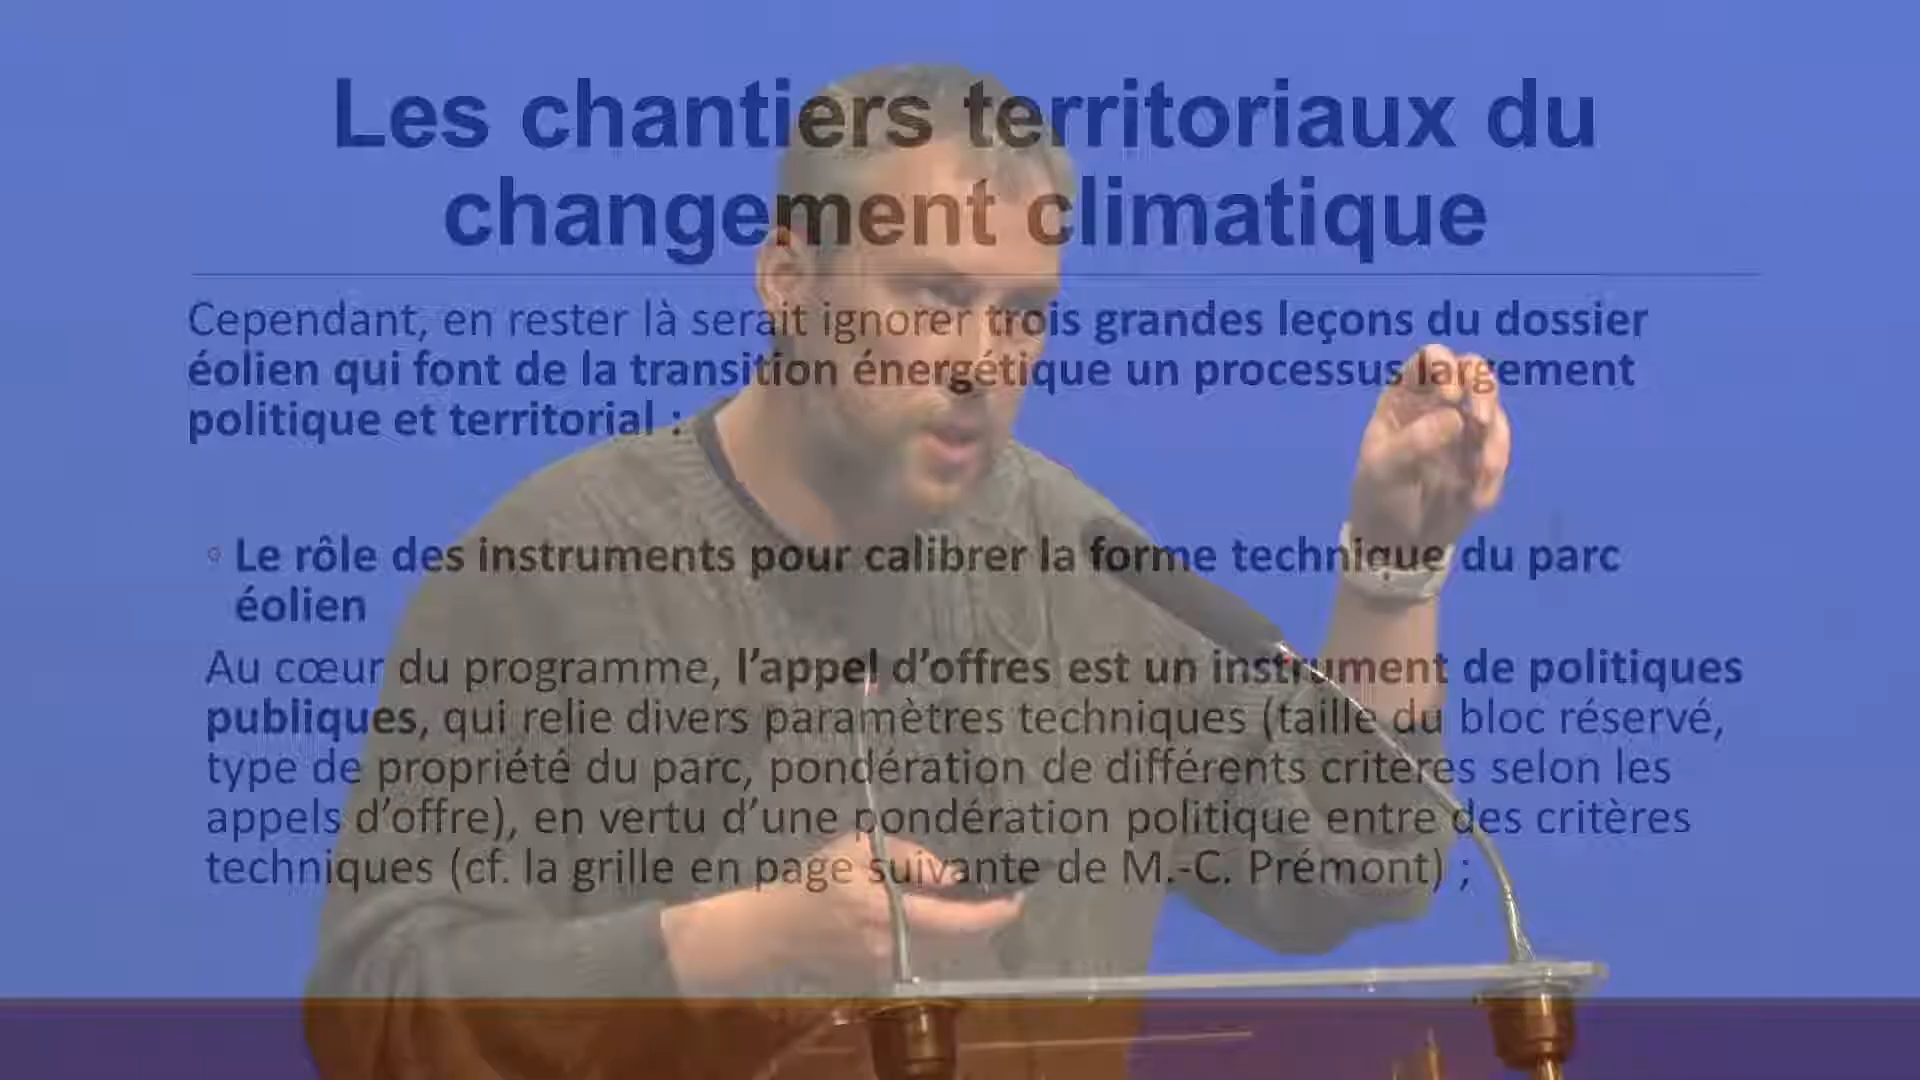 Les chantiers territoriaux du
changement climatique
Cependant, en rester là serait ignorer trois grandes leçons du dossier
éolien qui font de la transition énergétique un processus largement
politique et territorial :
◦ Le rôle des instruments pour calibrer la forme technique du parc
éolien
Au cœur du programme, l’appel d’offres est un instrument de politiques
publiques, qui relie divers paramètres techniques (taille du bloc réservé,
type de propriété du parc, pondération de différents critères selon les
appels d’offre), en vertu d’une pondération politique entre des critères
techniques (cf. la grille en page suivante de M.-C. Prémont) ;